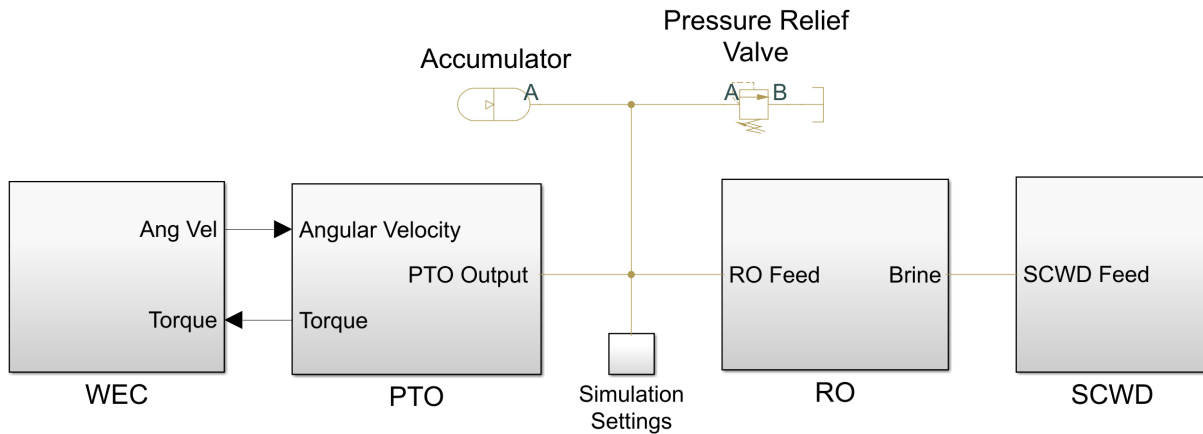 Pressure Relief
Valve
Accumulator
A
A
B
Ang Vel
Angular Velocity
PTO Output
RO Feed
Brine
SCWD Feed
Torque
Torque
WEC
PTO
Simulation
Settings
RO
SCWD